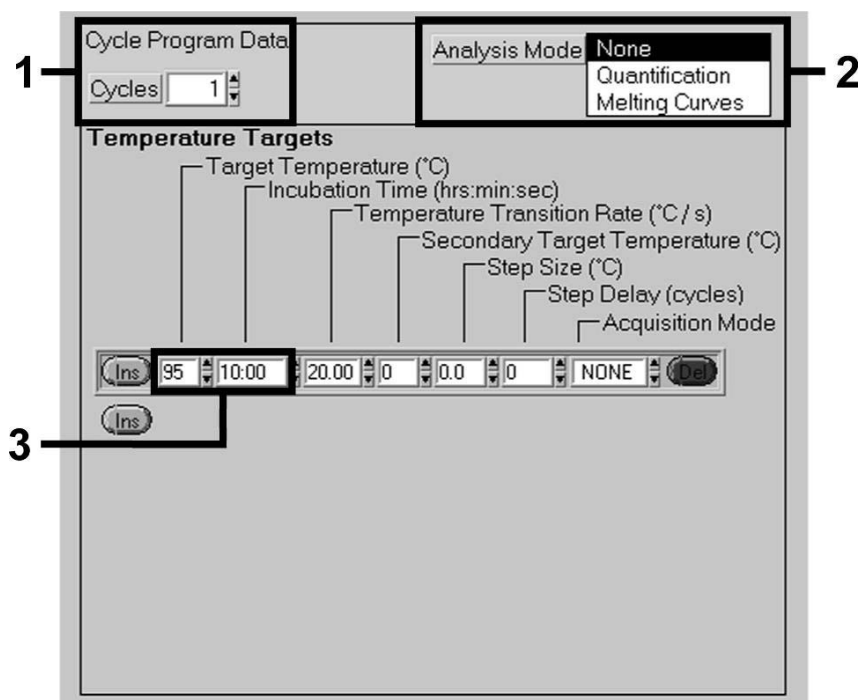 Cycle Program Data
Cycles 1
1
Analysis Mode None
Quantification
Melting Curves
2
Temperature Targets
Target Temperature (°C)
Incubation Time (hrs:min:sec)
Temperature Transition Rate (°C / s)
Secondary Target Temperature (°C)
Step Size (°C)
Step Delay (cycles)
Acquisition Mode
Ins 95 10:00 20.00 0 0.0 0 NONE Del
Ins
3